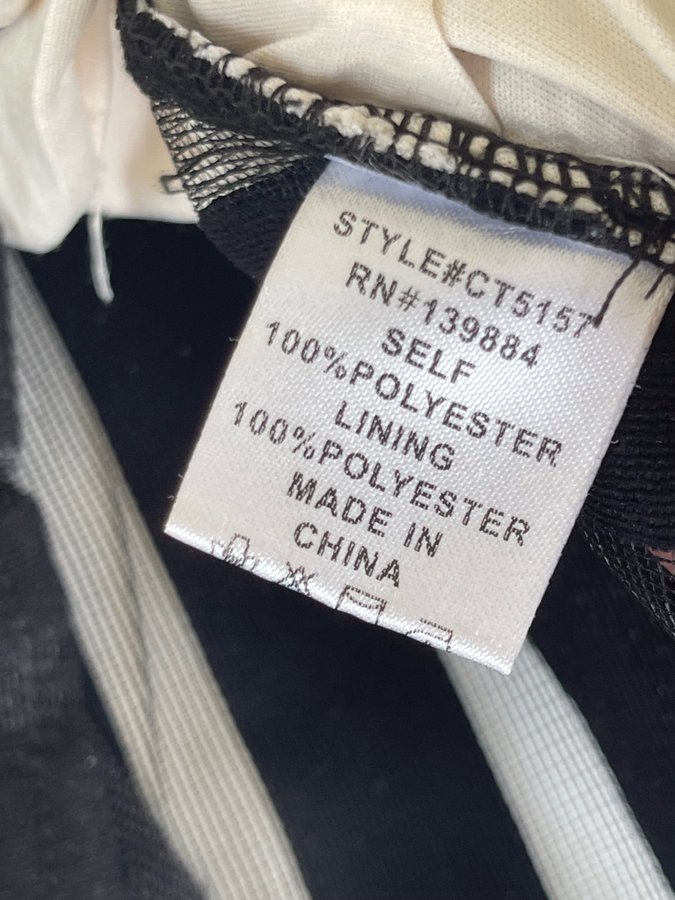 STYLE#CT5157
RN#139884
SELF
100%POLYESTER
LINING
100%POLYESTER
MADE IN
CHINA